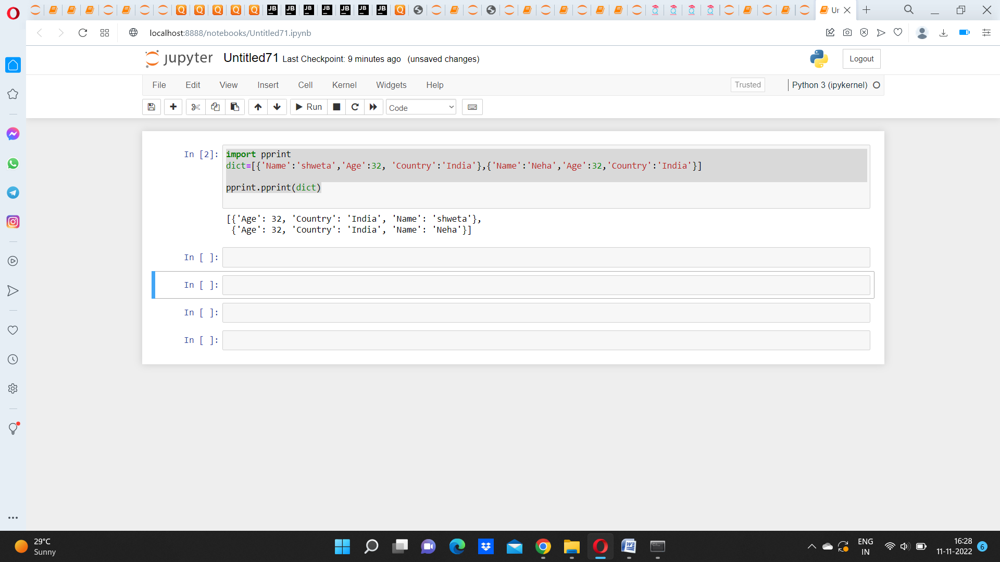 Ur
localhost:8888/notebooks/Untitled71.ipynb
jupyter Untitled71 Last Checkpoint: 9 minutes ago (unsaved changes)
Logout
File Edit View Insert Cell Kernel Widgets Help Trusted Python 3 (ipykernel)
Run Code
In [2]:
import pprint
dict=[{'Name':'shweta','Age':32, 'Country':'India'},{'Name':'Neha','Age':32,'Country':'India'}]
pprint.pprint(dict)
[{'Age': 32, 'Country': 'India', 'Name': 'shweta'},
{'Age': 32, 'Country': 'India', 'Name': 'Neha'}]
In [ ]:
In [ ]:
In [ ]:
In [ ]:
29°C
Sunny
ENG
IN
16:28
11-11-2022
6